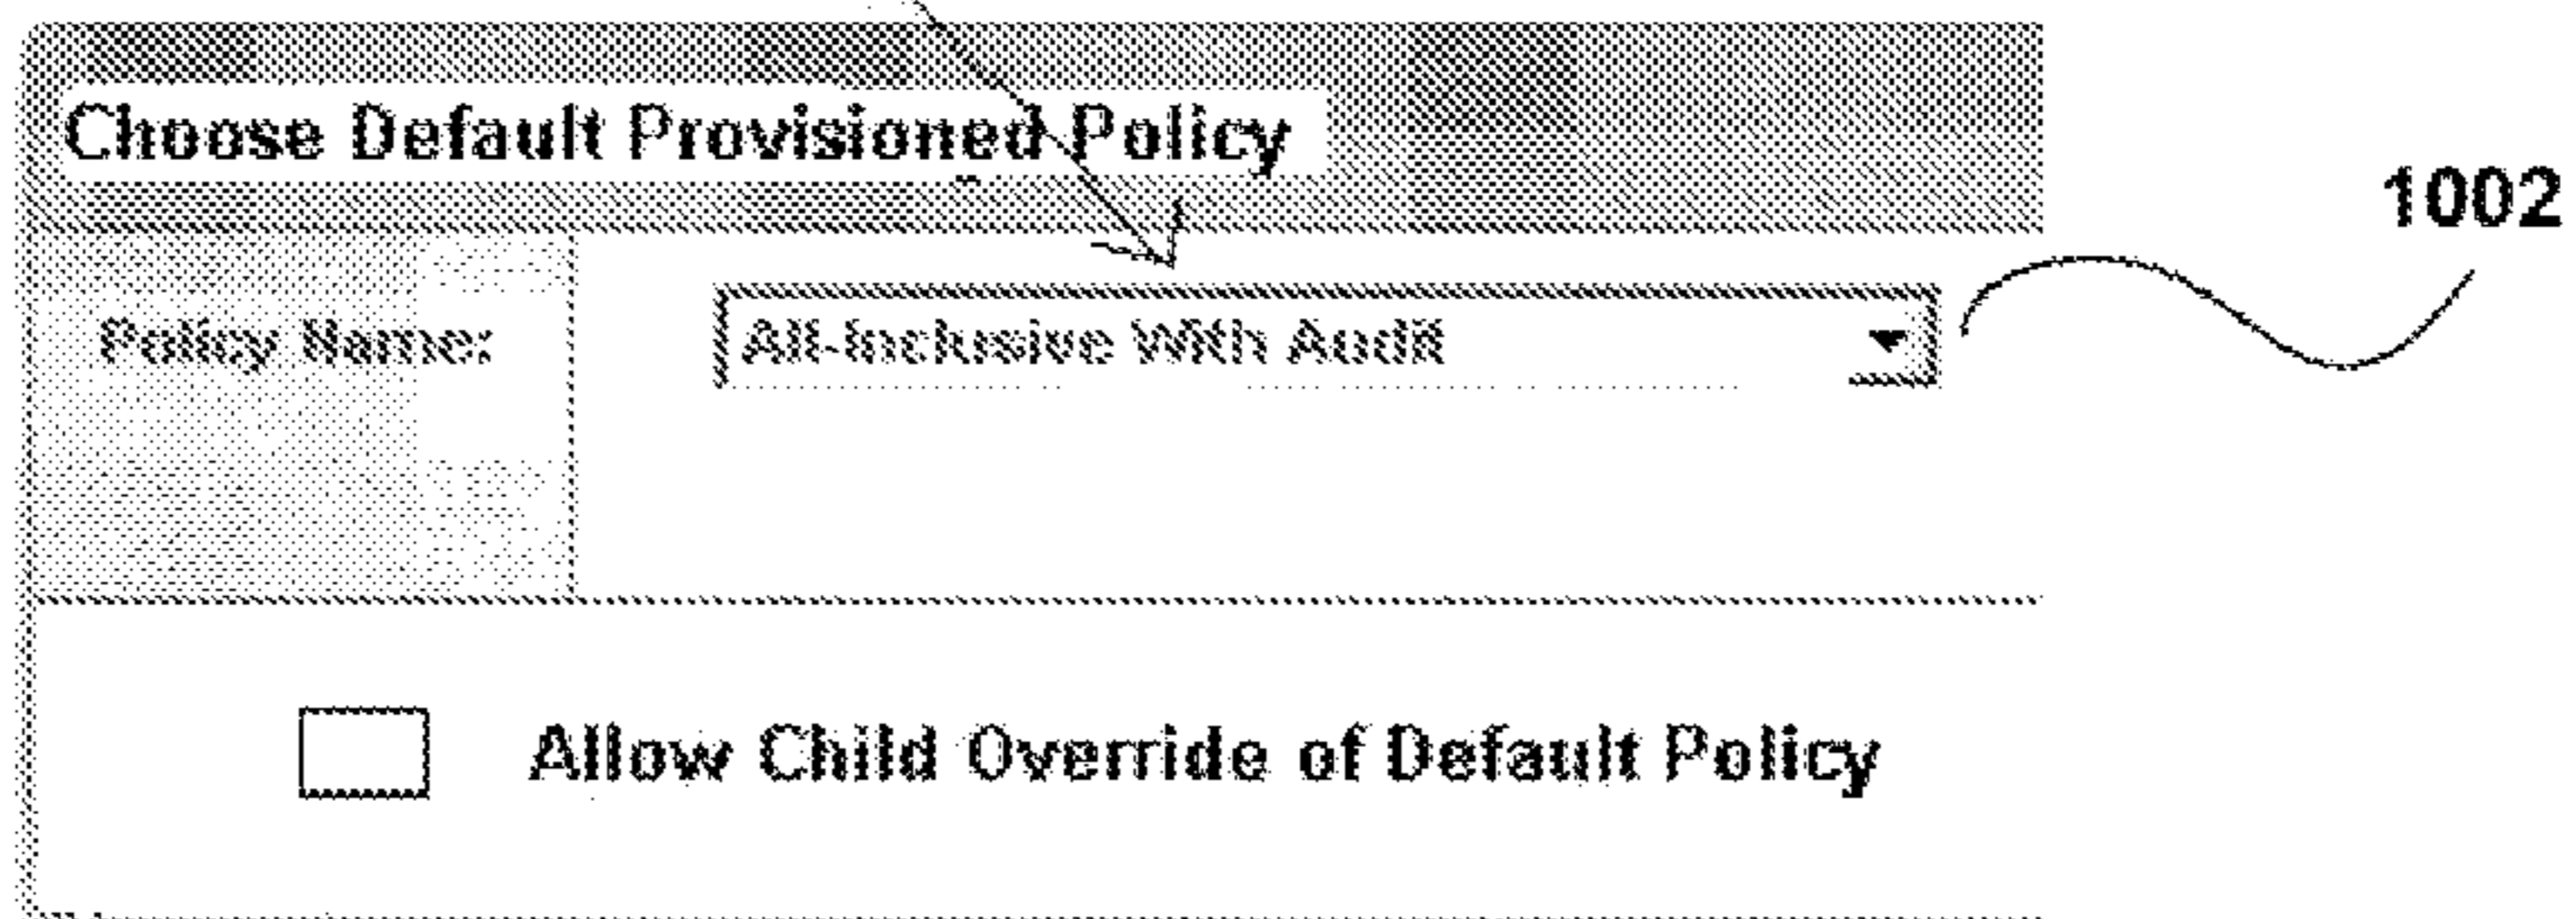 Choose Default Provisioned Policy
1002
Policy Name: All-Inclusive With Audit
Allow Child Override of Default Policy